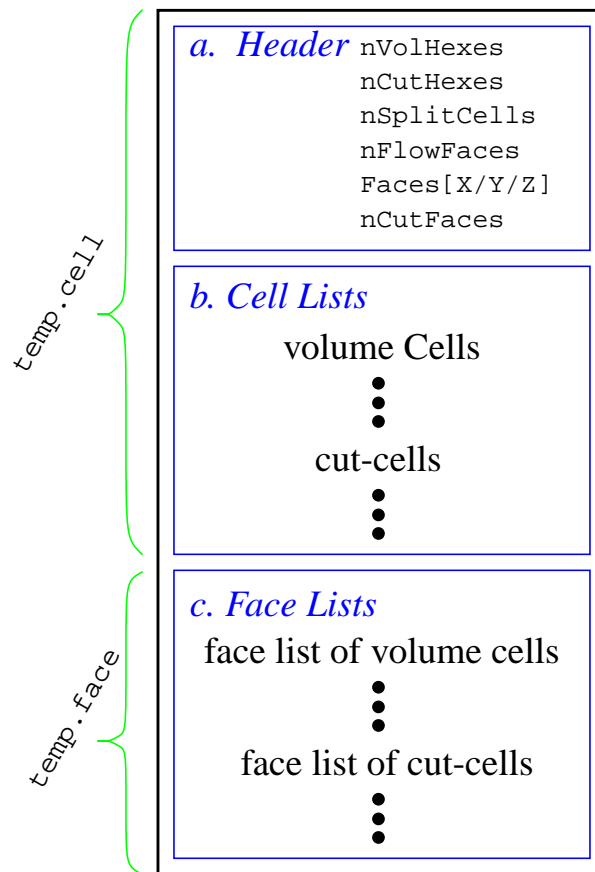 a. Header nVolHexes
nCutHexes
nSplitCells
nFlowFaces
Faces[X/Y/Z]
nCutFaces
temp.cell
b. Cell Lists
volume Cells
cut-cells
c. Face Lists
face list of volume cells
temp.face
face list of cut-cells